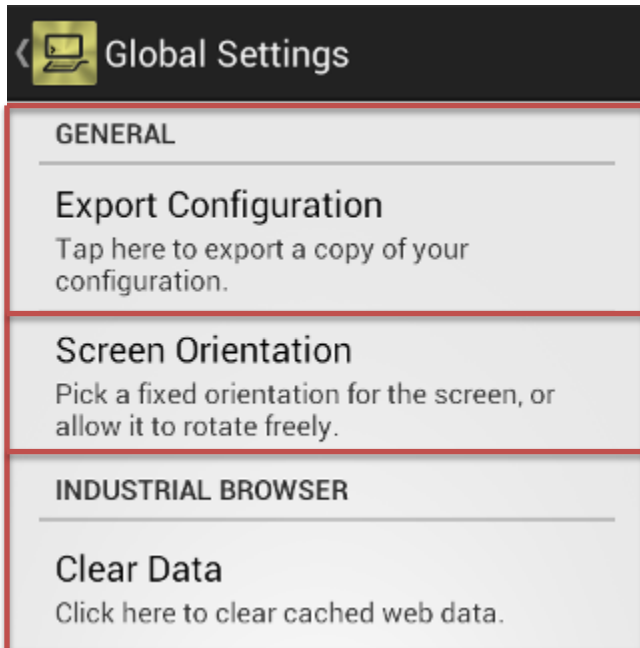 Global Settings
GENERAL
Export Configuration
Tap here to export a copy of your
configuration.
Screen Orientation
Pick a fixed orientation for the screen, or
allow it to rotate freely.
INDUSTRIAL BROWSER
Clear Data
Click here to clear cached web data.